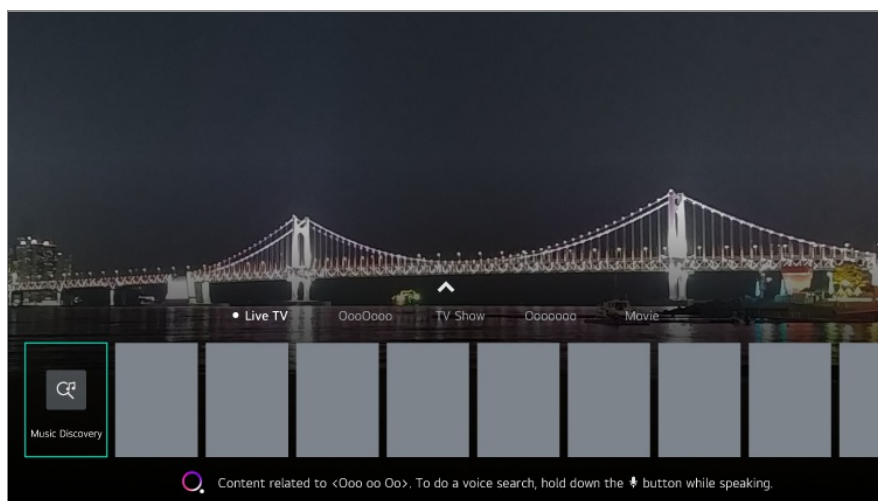 Live TV
OooOooo
TV Show
Ooooooo
Movie
Music Discovery
Content related to <Ooo oo Oo>. To do a voice search, hold down the button while speaking.